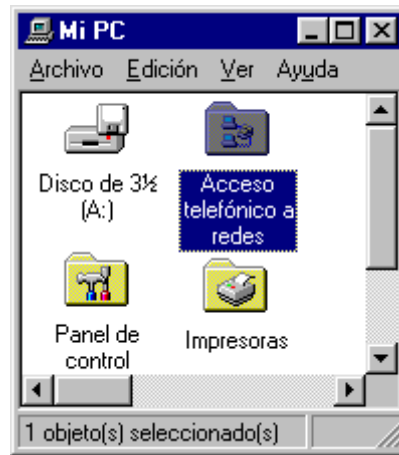 Mi PC
Archivo Edición Ver Ayuda
Disco de 3½
(A:)
Acceso
telefónico a
redes
Panel de
control
Impresoras
1 objeto(s) seleccionado(s)